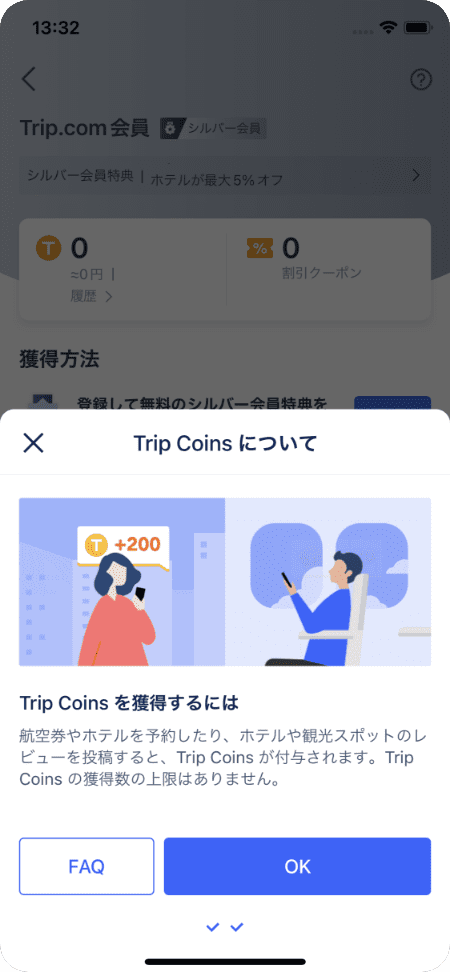 13:32
Trip.com会員 シルバー会員
シルバー会員特典 | ホテルが最大5%オフ
T 0
≈0円 |
履歴
% 0
割引クーポン
獲得方法
登録して無料のシルバー会員特典を
Trip Coins について
T +200
Trip Coins を獲得するには
航空券やホテルを予約したり、ホテルや観光スポットのレ
ビューを投稿すると、Trip Coins が付与されます。Trip
Coins の獲得数の上限はありません。
FAQ
OK